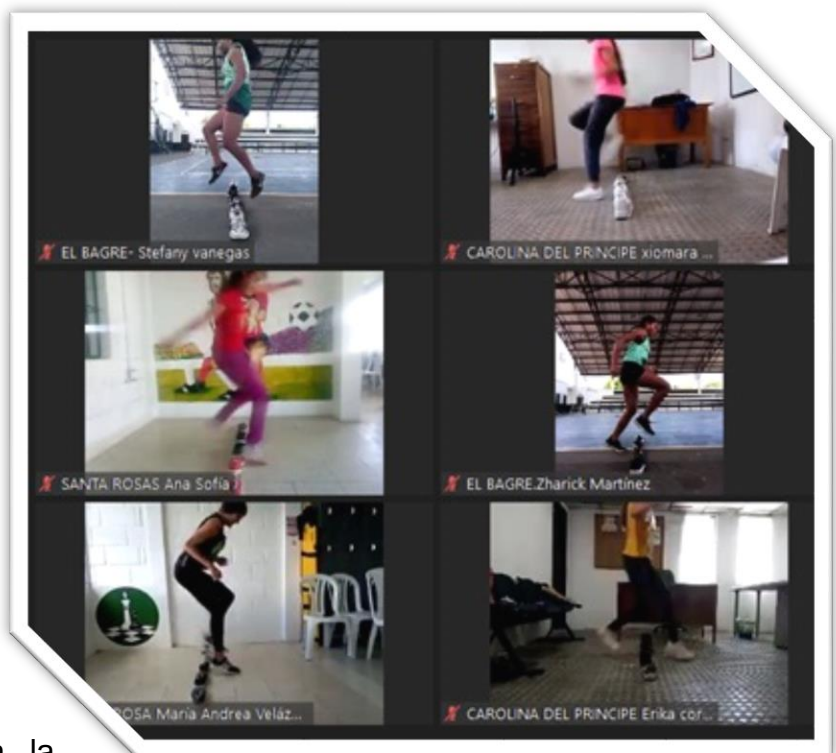 EL BAGRE- Stefany vanegas
CAROLINA DEL PRINCIPE xiomara ...
SANTA ROSAS Ana Sofía
EL BAGRE.Zharick Martínez
ROSA María Andrea Veláz...
CAROLINA DEL PRINCIPE Erika cor...
la